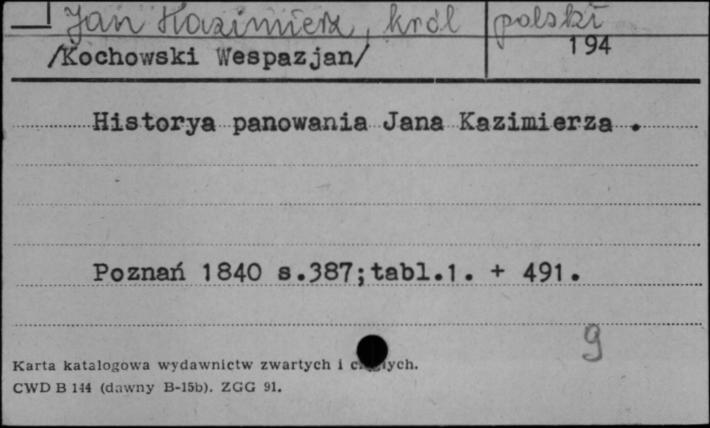 Jan Kazimierz, król polski
/Kochowski Wespazjan/ 194
Historya panowania Jana Kazimierza.
Poznań 1840 s.387;tabl.1. + 491.
9
Karta katalogowa wydawnictw zwartych i
CWD B 144 (dawny B-15b). ZGG 91.